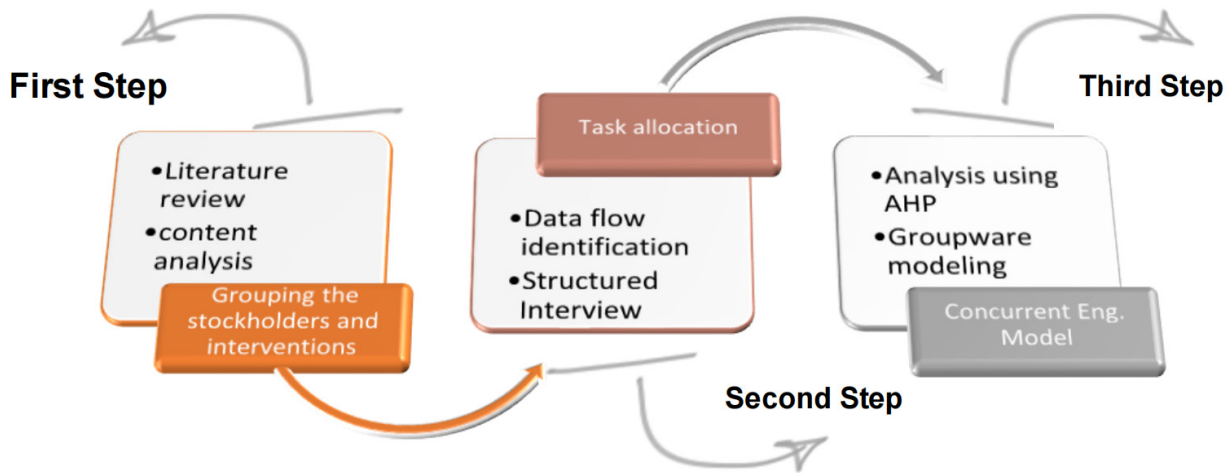 First Step
•Literature
review
•content
analysis
Grouping the
stockholders and
interventions
Task allocation
•Data flow
identification
•Structured
Interview
Second Step
Third Step
•Analysis using
AHP
•Groupware
modeling
Concurrent Eng.
Model